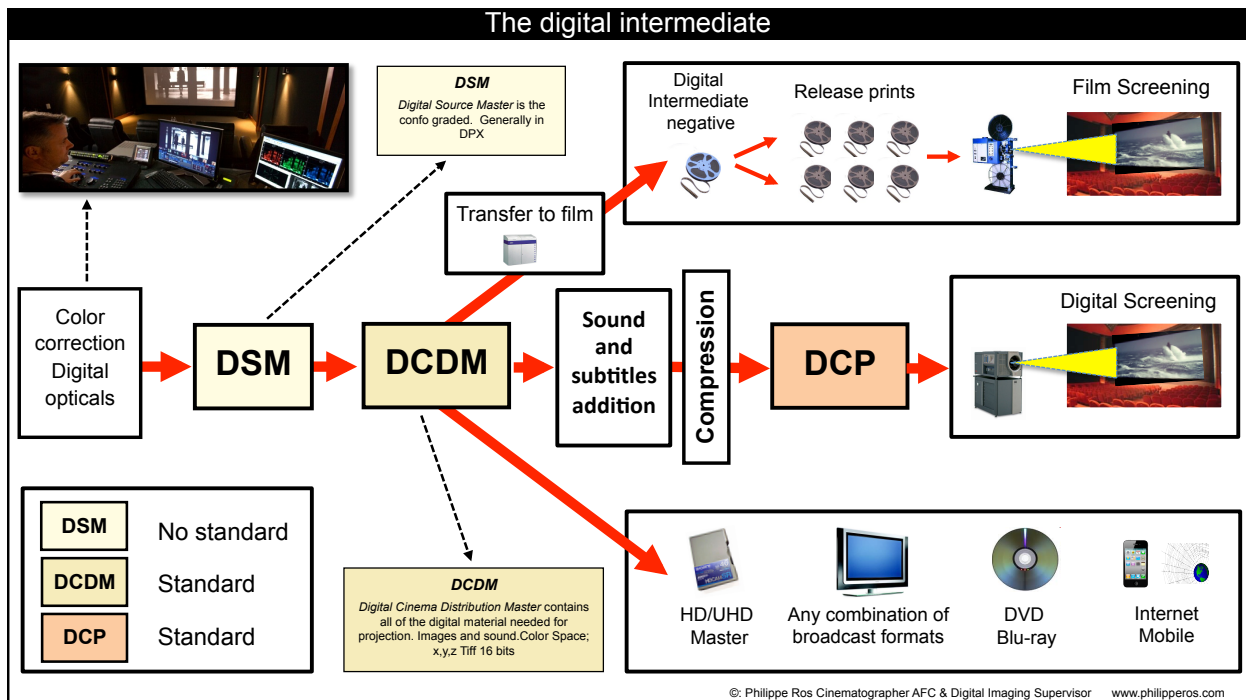 The digital intermediate
DSM
Digital Source Master is the
confo graded. Generally in
DPX
Digital
Intermediate
negative
Release prints
Film Screening
Transfer to film
Color
correction
Digital
opticals
DSM
DCDM
Sound
and
subtitles
addition
Compression
DCP
Digital Screening
DSM
No standard
DCDM
Standard
DCP
Standard
DCDM
Digital Cinema Distribution Master contains
all of the digital material needed for
projection. Images and sound.Color Space;
x,y,z Tiff 16 bits
HD/UHD
Master
Any combination of
broadcast formats
DVD
Blu-ray
Internet
Mobile
©: Philippe Ros Cinematographer AFC & Digital Imaging Supervisor www.philipperos.com